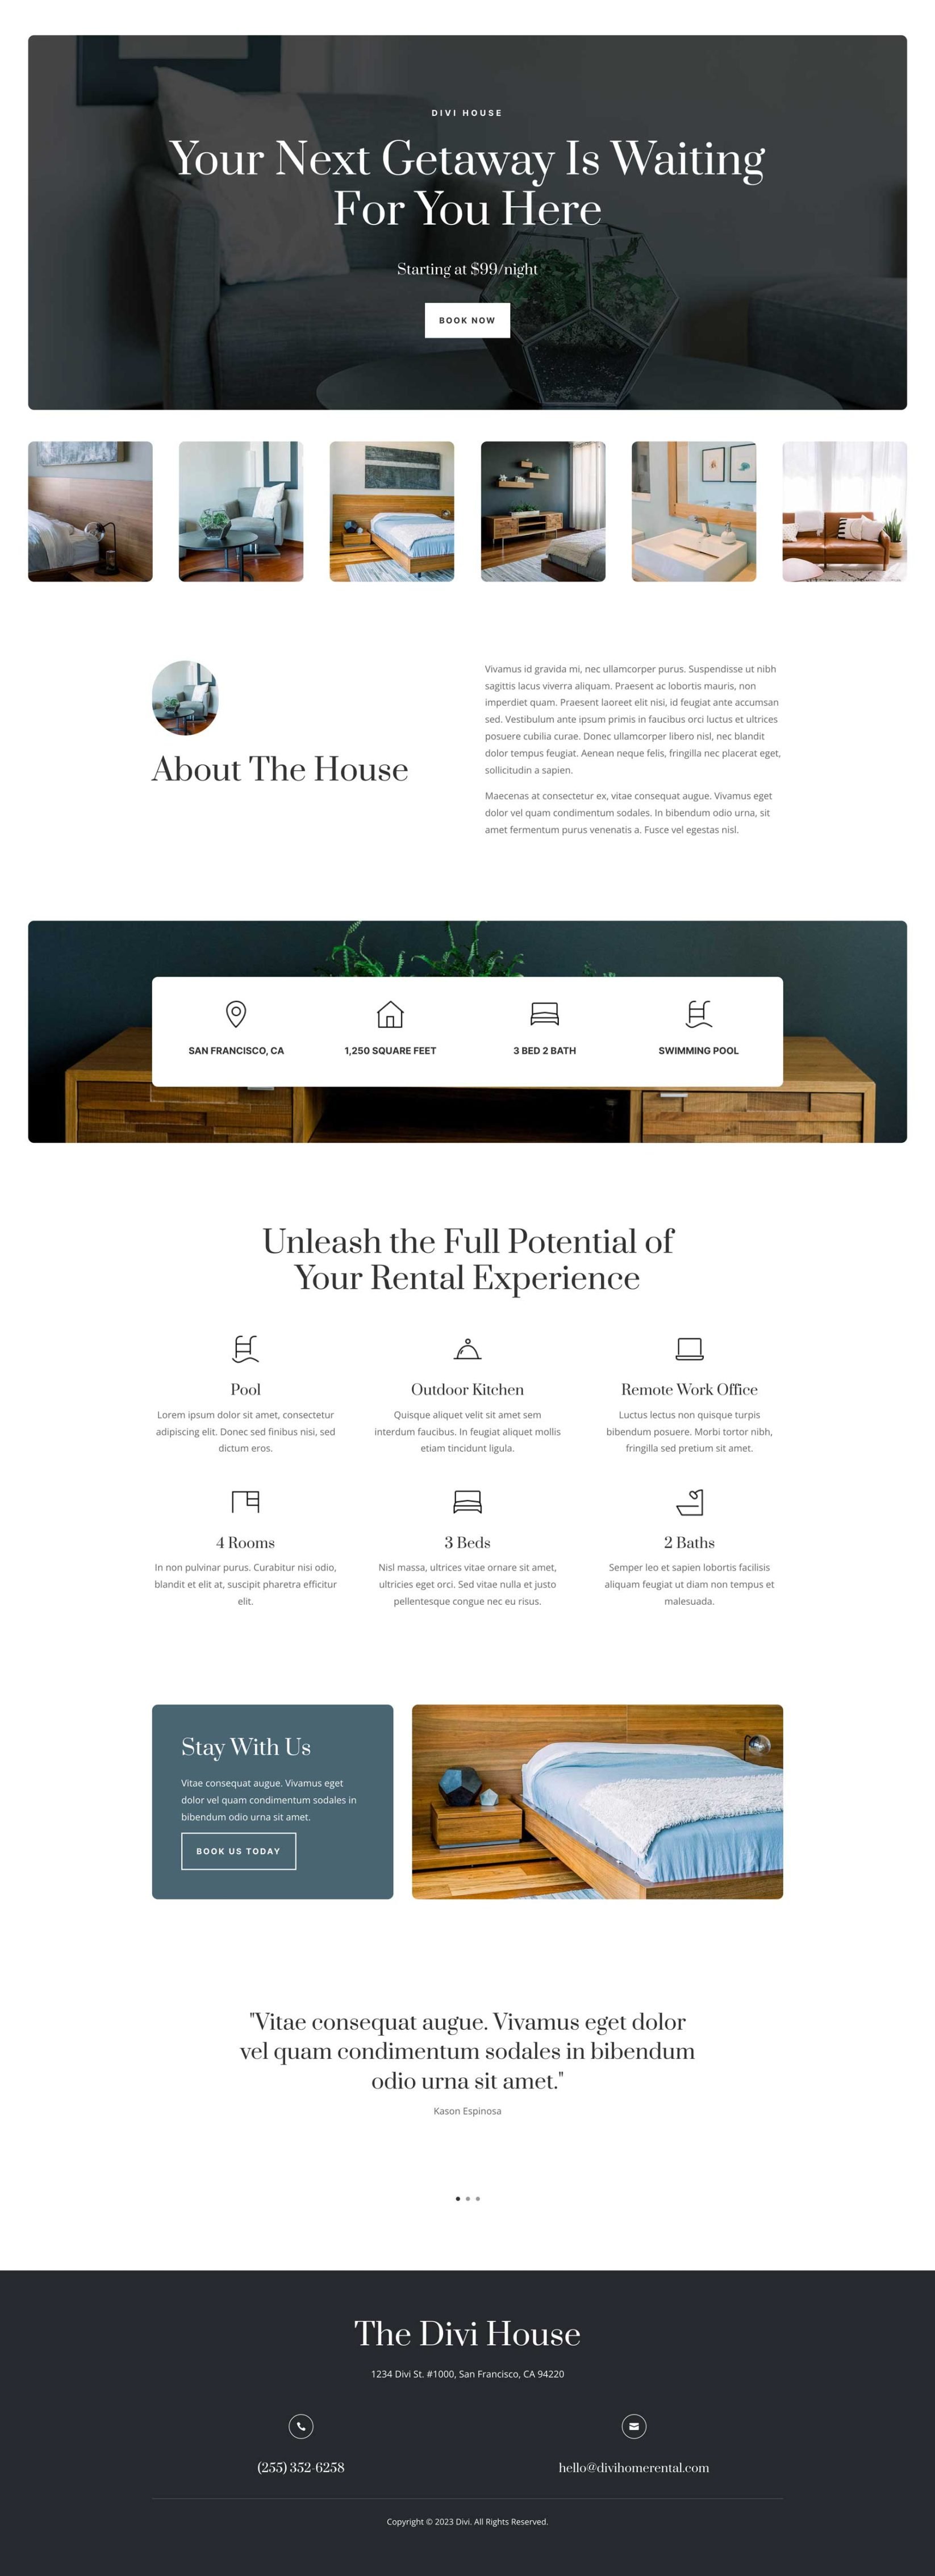 DIVI HOUSE
Your Next Getaway Is Waiting
For You Here
Starting at $99/night
BOOK NOW
About The House
Vivamus id gravida mi, nec ullamcorper purus. Suspendisse ut nibh
sagittis lacus viverra aliquam. Praesent ac lobortis mauris, non
imperdiet quam. Praesent laoreet elit nisi, id feugiat ante accumsan
sed. Vestibulum ante ipsum primis in faucibus orci luctus et ultrices
posuere cubilia curae. Donec ullamcorper libero nisl, nec blandit
dolor tempus feugiat. Aenean neque felis, fringilla nec placerat eget,
sollicitudin a sapien.
Maecenas at consectetur ex, vitae consequat augue. Vivamus eget
dolor vel quam condimentum sodales. In bibendum odio urna, sit
amet fermentum purus venenatis a. Fusce vel egestas nisl.
SAN FRANCISCO, CA
1,250 SQUARE FEET
3 BED 2 BATH
SWIMMING POOL
Unleash the Full Potential of
Your Rental Experience
Pool
Lorem ipsum dolor sit amet, consectetur
adipiscing elit. Donec sed finibus nisi, sed
dictum eros.
Outdoor Kitchen
Quisque aliquet velit sit amet sem
interdum faucibus. In feugiat aliquet mollis
etiam tincidunt ligula.
Remote Work Office
Luctus lectus non quisque turpis
bibendum posuere. Morbi tortor nibh,
fringilla sed pretium sit amet.
4 Rooms
In non pulvinar purus. Curabitur nisi odio,
blandit et elit at, suscipit pharetra efficitur
elit.
3 Beds
Nisl massa, ultrices vitae ornare sit amet,
ultricies eget orci. Sed vitae nulla et justo
pellentesque congue nec eu risus.
2 Baths
Semper leo et sapien lobortis facilisis
aliquam feugiat ut diam non tempus et
malesuada.
Stay With Us
Vitae consequat augue. Vivamus eget
dolor vel quam condimentum sodales in
bibendum odio urna sit amet.
BOOK US TODAY
"Vitae consequat augue. Vivamus eget dolor
vel quam condimentum sodales in bibendum
odio urna sit amet."
Kason Espinosa
The Divi House
1234 Divi St. #1000, San Francisco, CA 94220
(255) 352-6258
hello@divihomerental.com
Copyright © 2023 Divi. All Rights Reserved.